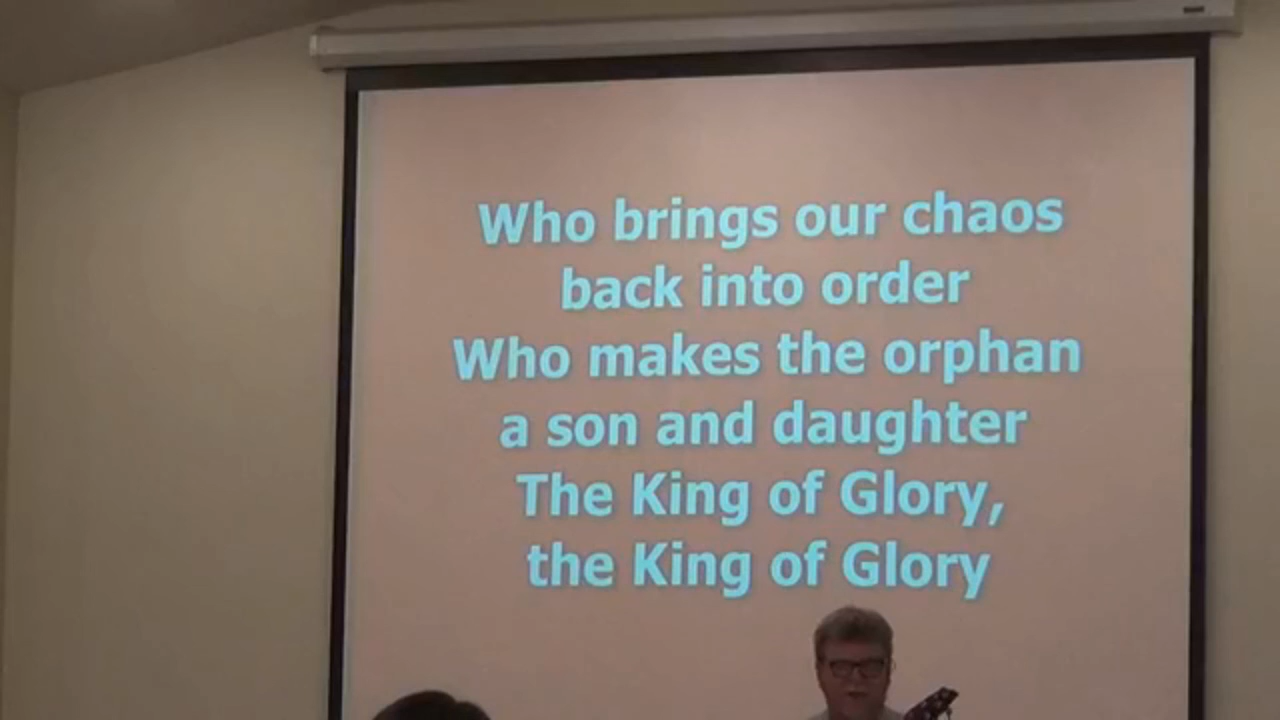 Who brings our chaos
back into order
Who makes the orphan
a son and daughter
The King of Glory,
the King of Glory